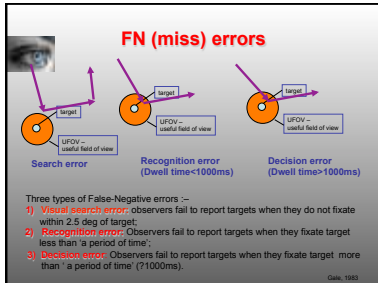 FN (miss) errors
target
UFOV –
useful field of view
target
UFOV –
useful field of view
target
UFOV –
useful field of view
Search error
Recognition error
(Dwell time<1000ms)
Decision error
(Dwell time>1000ms)
Three types of False-Negative errors :–
1) Visual search error: observers fail to report targets when they do not fixate
within 2.5 deg of target;
2) Recognition error: Observers fail to report targets when they fixate target
less than ‘a period of time’;
3) Decision error: Observers fail to report targets when they fixate target more
than ‘ a period of time’ (?1000ms).
Gale, 1983